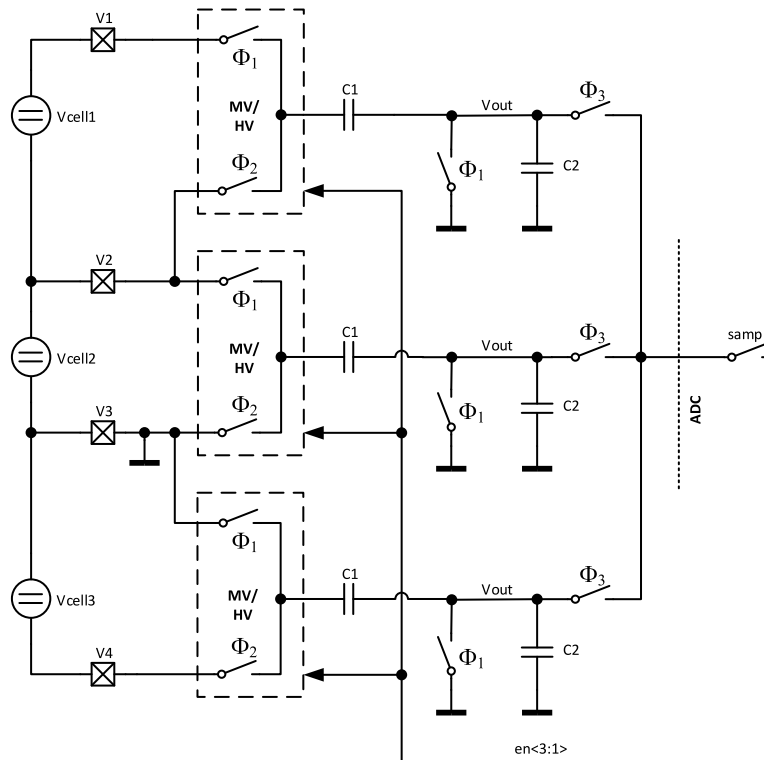 V1
Φ1
Vcell1
MV/
HV
C1
Vout
Φ3
Φ2
Φ1
C2
V2
Φ1
Vcell2
MV/
HV
C1
Vout
Φ3
samp
V3
Φ2
Φ1
C2
ADC
Φ1
Vcell3
MV/
HV
C1
Vout
Φ3
V4
Φ2
Φ1
C2
en<3:1>